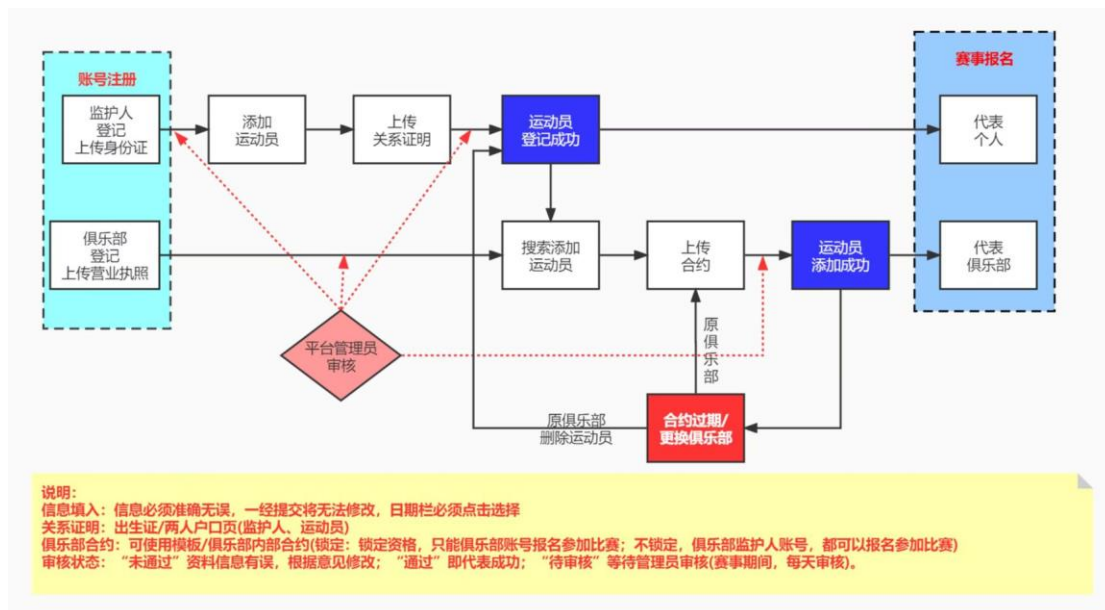 账号注册
赛事报名
监护人
登记
上传身份证
添加
运动员
上传
关系证明
运动员
登记成功
代表
个人
俱乐部
登记
上传营业执照
搜索添加
运动员
上传
合约
运动员
添加成功
代表
俱乐部
平台管理员
审核
原
俱
乐
部
原俱乐部
删除运动员
合约过期/
更换俱乐部
说明：
信息填入：信息必须准确无误，一经提交将无法修改，日期栏必须点击选择
关系证明：出生证/两人户口页(监护人、运动员)
俱乐部合约：可使用模板/俱乐部内部合约(锁定：锁定资格，只能俱乐部账号报名参加比赛；不锁定，俱乐部监护人账号，都可以报名参加比赛)
审核状态：“未通过”资料信息有误，根据意见修改；“通过”即代表成功；“待审核”等待管理员审核(赛事期间，每天审核)。